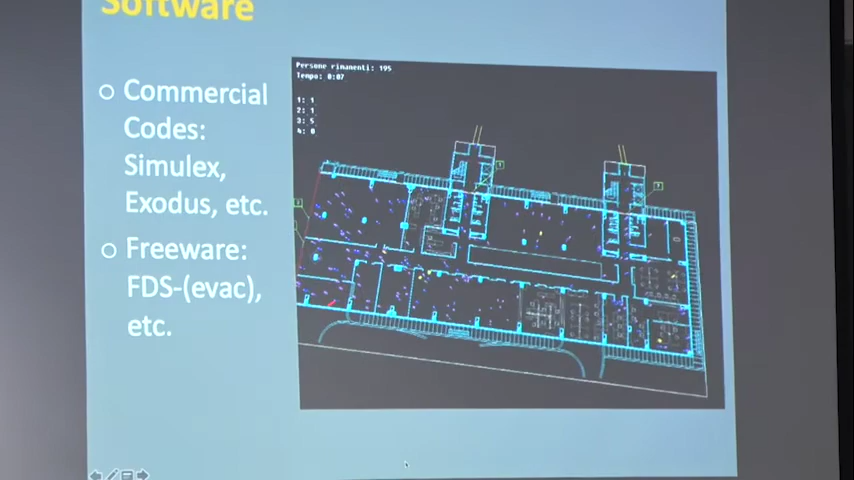 Software
Commercial
Codes:
Simulex,
Exodus, etc.
Freeware:
FDS-(evac),
etc.
Persone rimanenti: 195
Tempo: 0:07
1: 1
2: 1
3: 5
4: 0